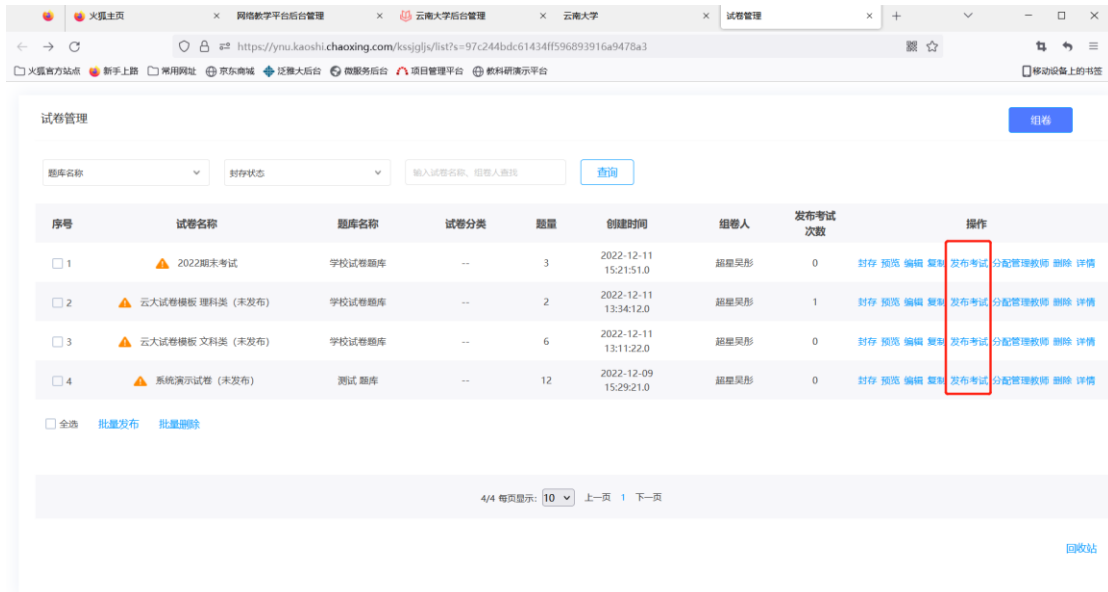 火狐主页 网络教学平台后台管理 云南大学后台管理 云南大学 试卷管理
https://ynu.kaoshi.chaoxing.com/kssjgljs/list?s=97c244bdc61434ff596893916a9478a3
火狐官方站点 新手上路 常用网址 京东商城 泛雅大后台 微服务后台 项目管理平台 教科研演示平台 移动设备上的书签
试卷管理 组卷
题库名称 封存状态 输入试卷名称、组卷人查找 查询
序号 试卷名称 题库名称 试卷分类 题量 创建时间 组卷人 发布考试次数 操作
1 2022期末考试 学校试卷题库 -- 3 2022-12-11 15:21:51.0 超星吴彤 0 封存 预览 编辑 复制 发布考试 分配管理教师 删除 详情
2 云大试卷模板 理科类（未发布） 学校试卷题库 -- 2 2022-12-11 13:34:12.0 超星吴彤 1 封存 预览 编辑 复制 发布考试 分配管理教师 删除 详情
3 云大试卷模板 文科类（未发布） 学校试卷题库 -- 6 2022-12-11 13:11:22.0 超星吴彤 0 封存 预览 编辑 复制 发布考试 分配管理教师 删除 详情
4 系统演示试卷（未发布） 测试 题库 -- 12 2022-12-09 15:29:21.0 超星吴彤 0 封存 预览 编辑 复制 发布考试 分配管理教师 删除 详情
全选 批量发布 批量删除
4/4 每页显示: 10 上一页 1 下一页
回收站